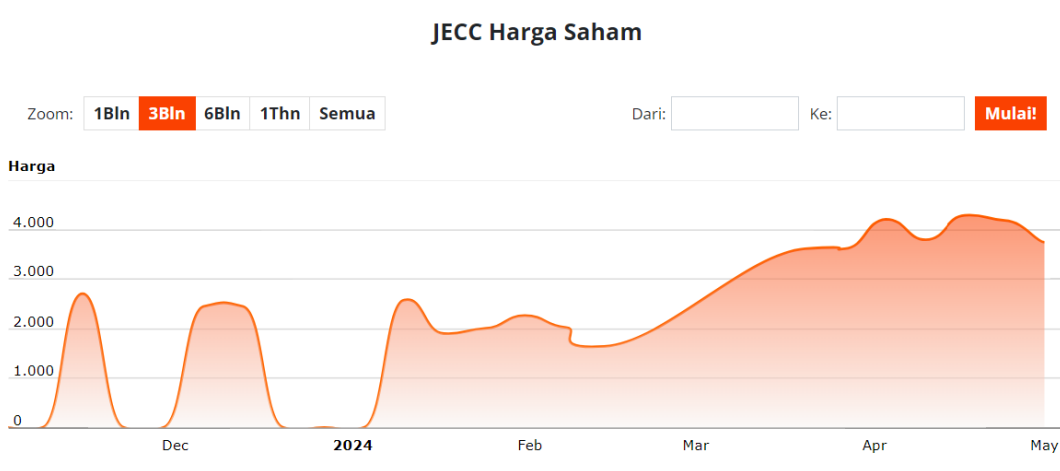 JECC Harga Saham
Zoom: 1Bln 3Bln 6Bln 1Thn Semua Dari: Ke: Mulai!
Harga
4.000
3.000
2.000
1.000
0
Dec 2024 Feb Mar Apr May